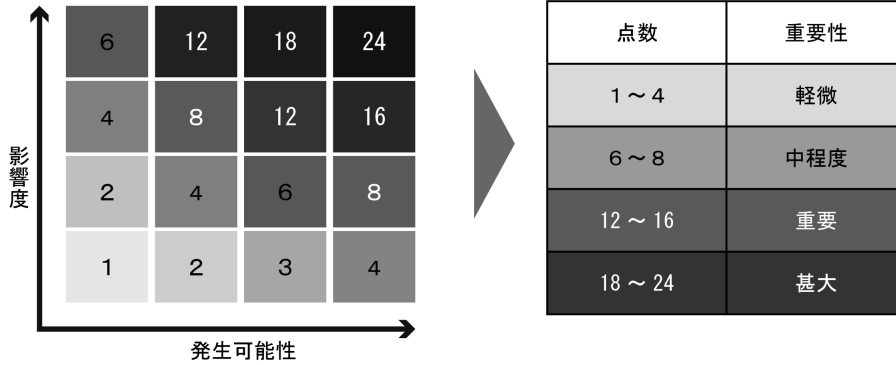 6 12 18 24
4 8 12 16
影響度
2 4 6 8
1 2 3 4
発生可能性
点数 重要性
1～4 軽微
6～8 中程度
12～16 重要
18～24 甚大